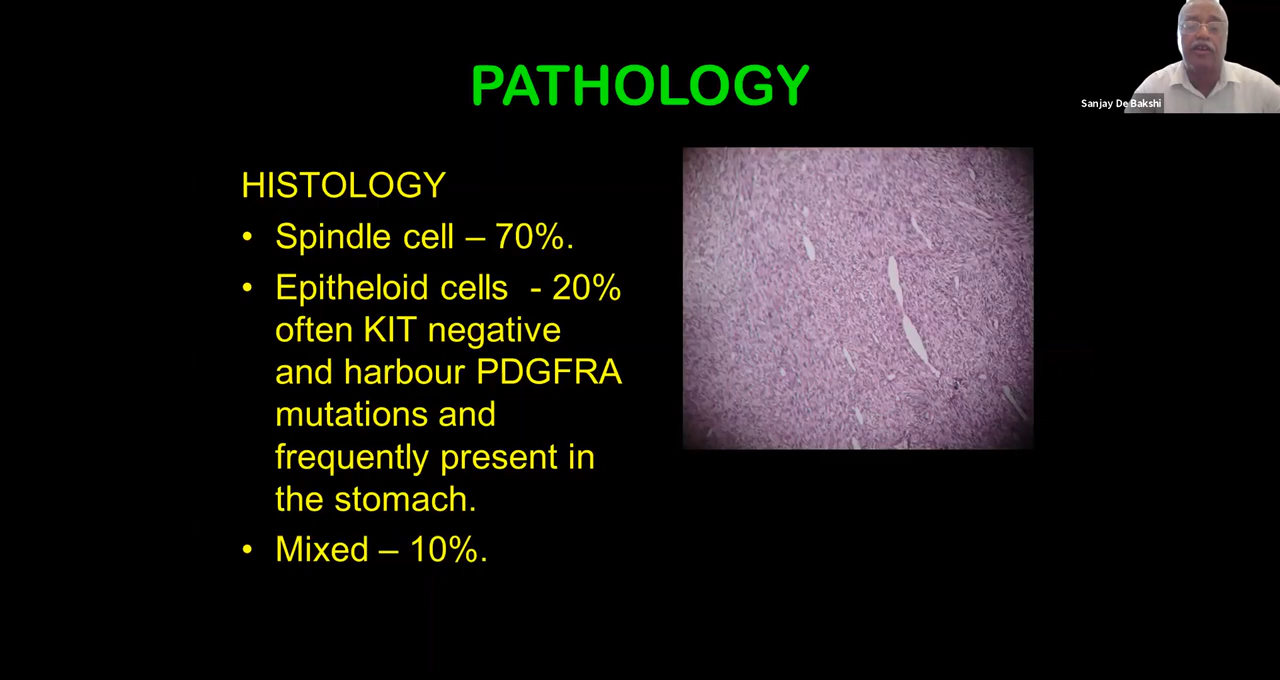 Sanjay De Bakshi
PATHOLOGY
HISTOLOGY
• Spindle cell – 70%.
• Epitheloid cells - 20%
often KIT negative
and harbour PDGFRA
mutations and
frequently present in
the stomach.
• Mixed – 10%.